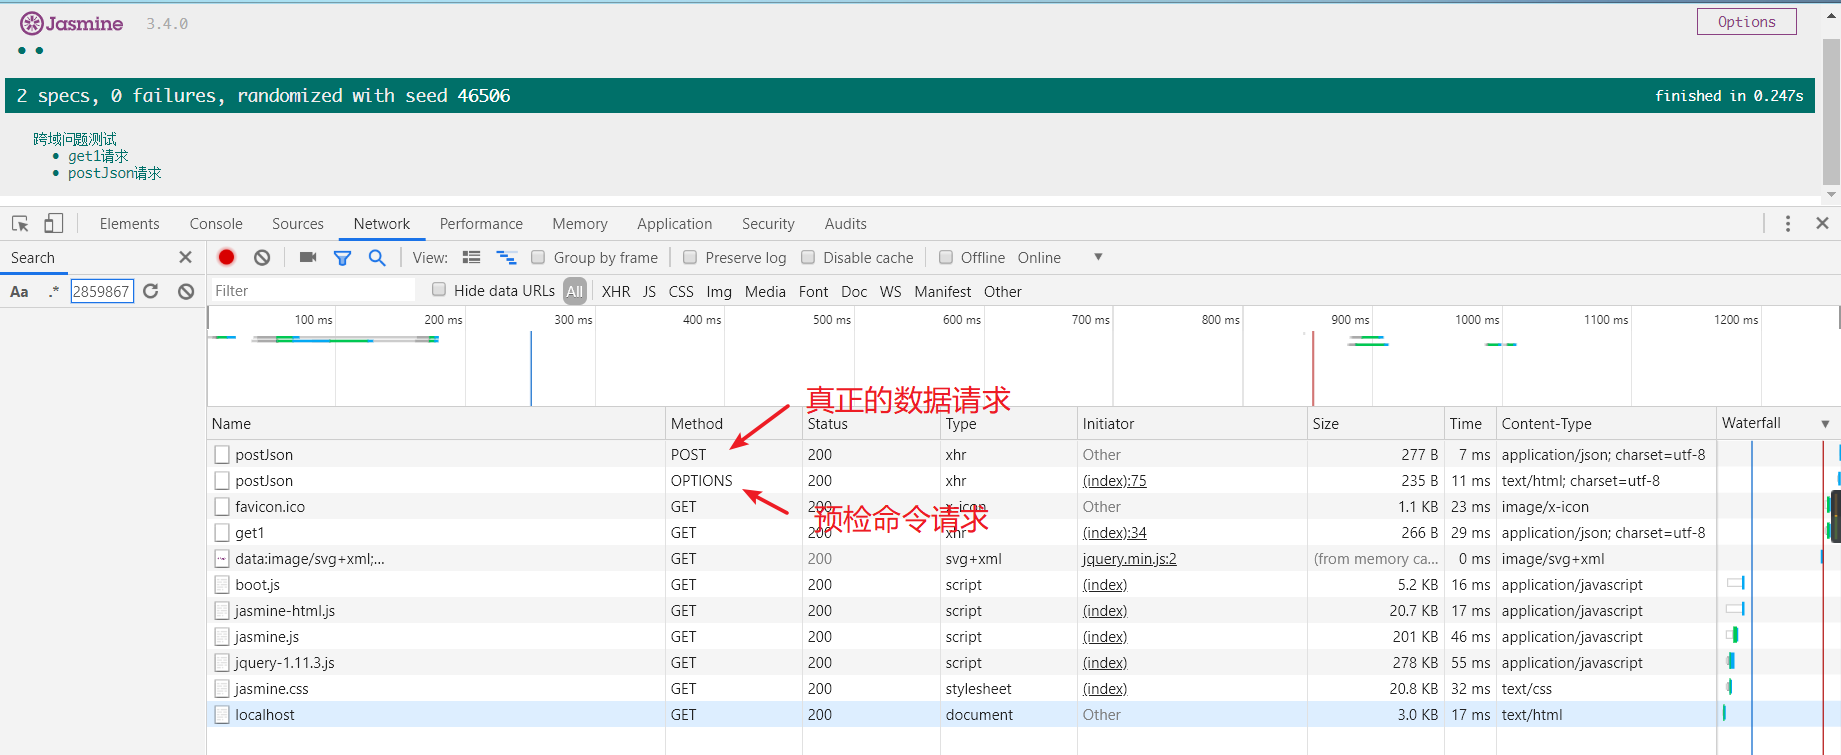 Jasmine 3.4.0 Options
• •
2 specs, 0 failures, randomized with seed 46506 finished in 0.247s
跨域问题测试
• get1请求
• postJson请求
Elements Console Sources Network Performance Memory Application Security Audits
Search View: Group by frame Preserve log Disable cache Offline Online
Aa .* 2859867 Filter Hide data URLs All XHR JS CSS Img Media Font Doc WS Manifest Other
100 ms 200 ms 300 ms 400 ms 500 ms 600 ms 700 ms 800 ms 900 ms 1000 ms 1100 ms 1200 ms
真正的数据请求
Name Method Status Type Initiator Size Time Content-Type Waterfall
postJson POST 200 xhr Other 277 B 7 ms application/json; charset=utf-8
postJson OPTIONS 200 xhr (index):75 235 B 11 ms text/html; charset=utf-8
favicon.ico GET 200 x-icon Other 1.1 KB 23 ms image/x-icon
预检命令请求
get1 GET 200 xhr (index):34 266 B 29 ms application/json; charset=utf-8
data:image/svg+xml;... GET 200 svg+xml jquery.min.js:2 (from memory ca... 0 ms image/svg+xml
boot.js GET 200 script (index) 5.2 KB 16 ms application/javascript
jasmine-html.js GET 200 script (index) 20.7 KB 17 ms application/javascript
jasmine.js GET 200 script (index) 201 KB 46 ms application/javascript
jquery-1.11.3.js GET 200 script (index) 278 KB 55 ms application/javascript
jasmine.css GET 200 stylesheet (index) 20.8 KB 32 ms text/css
localhost GET 200 document Other 3.0 KB 17 ms text/html